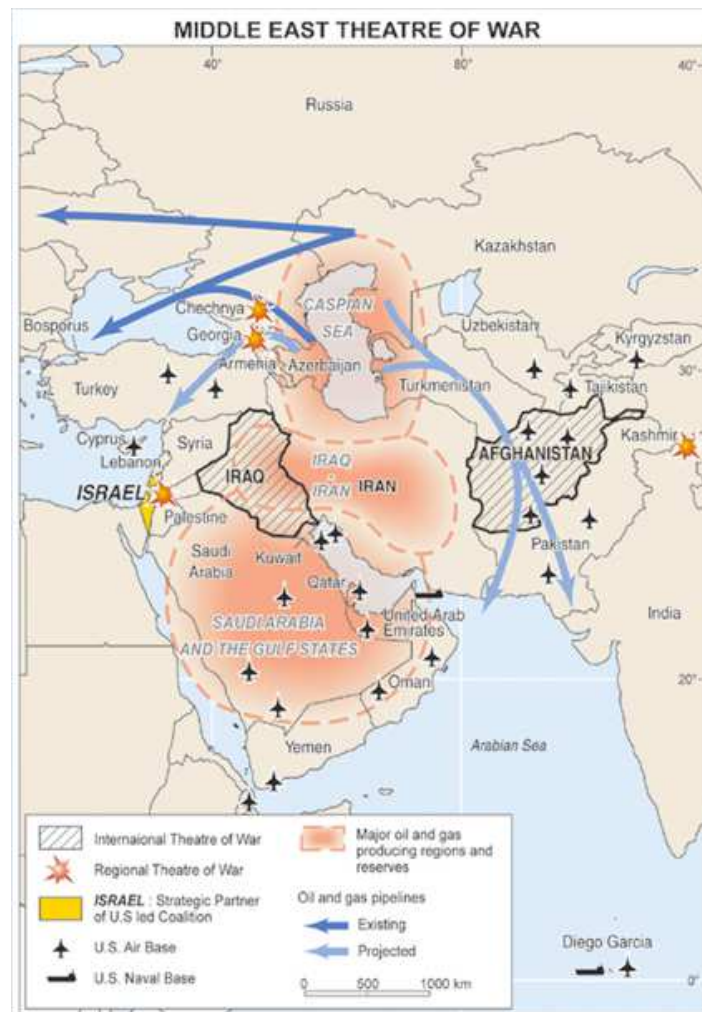 MIDDLE EAST THEATRE OF WAR
40°
80°
40°
Russia
Kazakhstan
CASPIAN
SEA
Chechnya
Bosporus
Georgia
Uzbekistan
Kyrgyzstan
Armenia
Azerbaijan
30°
Turkey
Turkmenistan
Tajikistan
Cyprus
Syria
Kashmir
Lebanon
AFGHANISTAN
IRAQ
IRAQ
IRAN
IRAN
ISRAEL
Palestine
Saudi
Arabia
Kuwait
Pakistan
Qatar
India
United Arab
Emirates
SAUDI ARABIA
AND THE GULF STATES
Oman
20°
Yemen
Arabian Sea
Internaional Theatre of War
Regional Theatre of War
ISRAEL : Strategic Partner
of U.S led Coalition
U.S. Air Base
U.S. Naval Base
Major oil and gas
producing regions and
reserves
Oil and gas pipelines
Existing
Projected
0 500 1000 km
Diego Garcia
0°